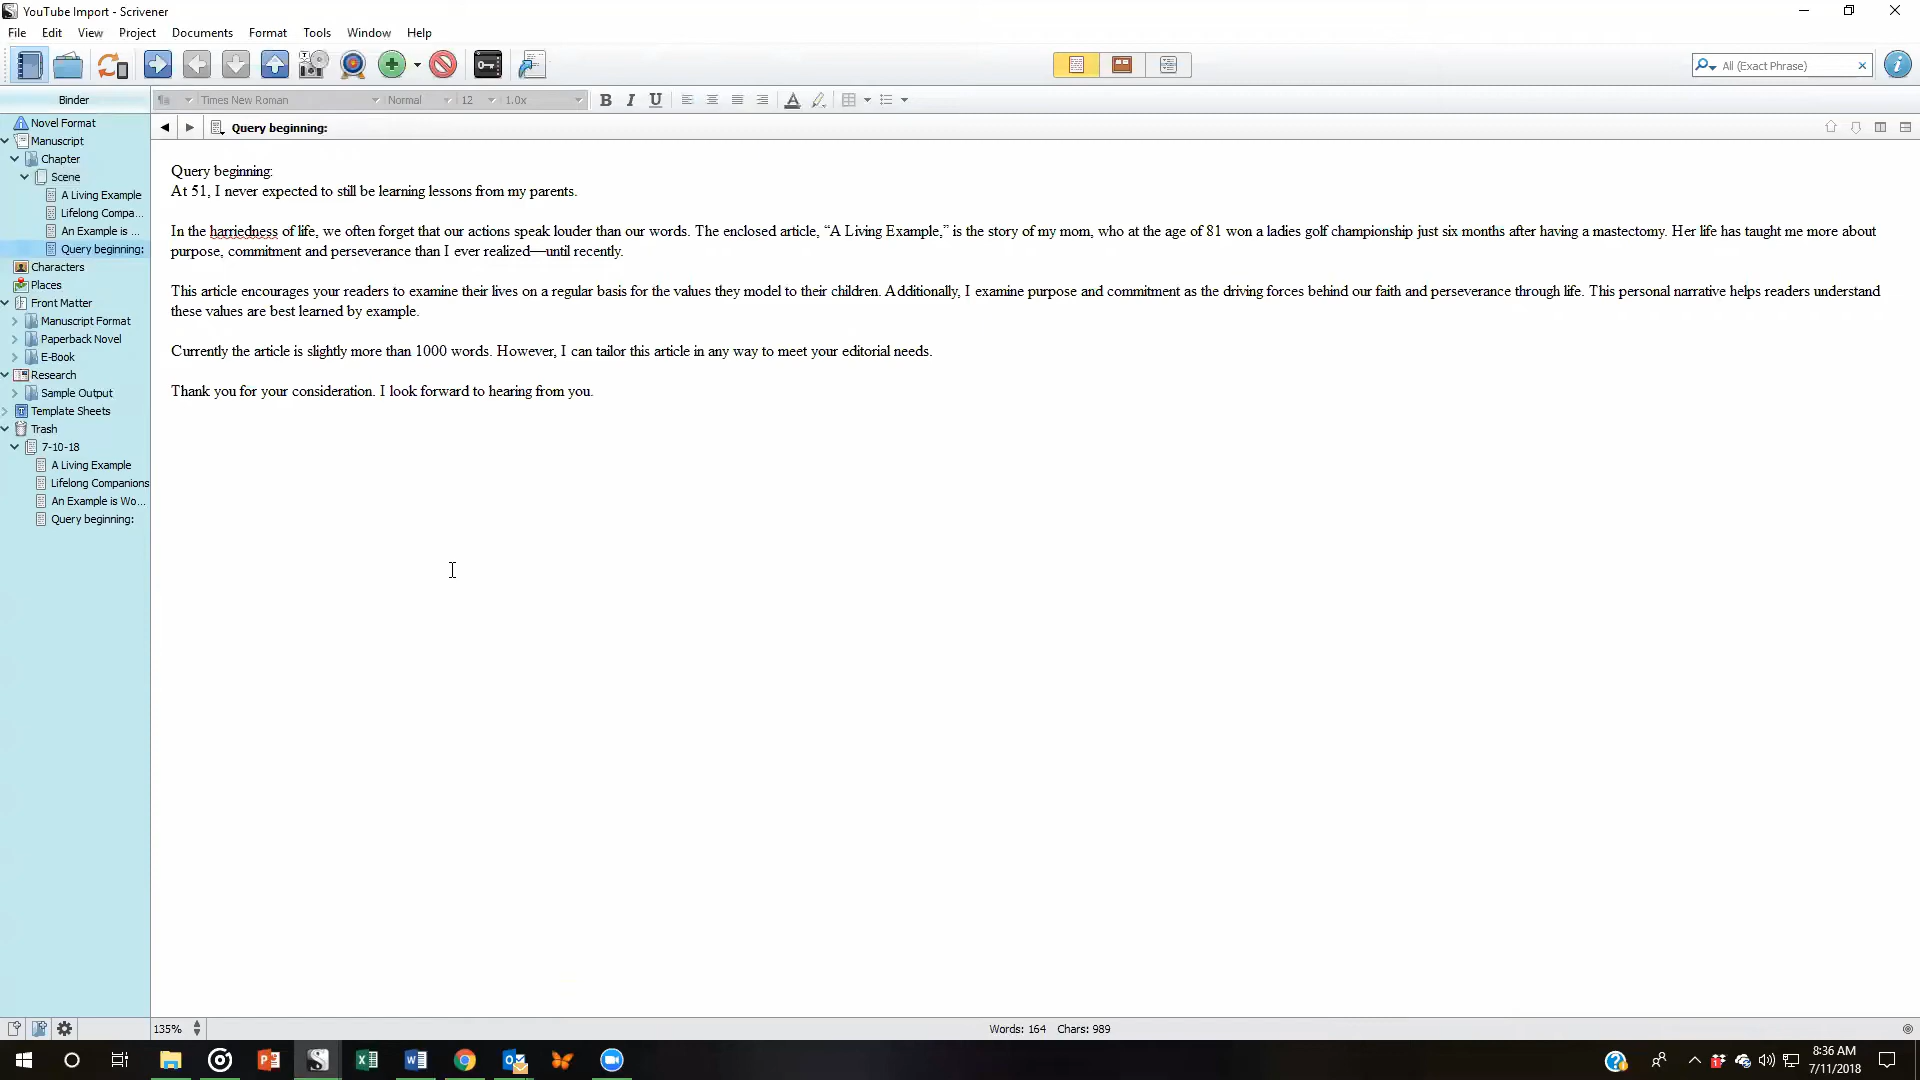 YouTube Import - Scrivener
File Edit View Project Documents Format Tools Window Help
All (Exact Phrase)
Binder
Times New Roman Normal 12 1.0x B I U A
Novel Format
Manuscript
Chapter
Scene
A Living Example
Lifelong Compa...
An Example is ...
Query beginning:
Characters
Places
Front Matter
Manuscript Format
Paperback Novel
E-Book
Research
Sample Output
Template Sheets
Trash
7-10-18
A Living Example
Lifelong Companions
An Example is Wo...
Query beginning:
Query beginning:
Query beginning:
At 51, I never expected to still be learning lessons from my parents.
In the harriedness of life, we often forget that our actions speak louder than our words. The enclosed article, “A Living Example,” is the story of my mom, who at the age of 81 won a ladies golf championship just six months after having a mastectomy. Her life has taught me more about
purpose, commitment and perseverance than I ever realized—until recently.
This article encourages your readers to examine their lives on a regular basis for the values they model to their children. Additionally, I examine purpose and commitment as the driving forces behind our faith and perseverance through life. This personal narrative helps readers understand
these values are best learned by example.
Currently the article is slightly more than 1000 words. However, I can tailor this article in any way to meet your editorial needs.
Thank you for your consideration. I look forward to hearing from you.
135%
Words: 164 Chars: 989
8:36 AM
7/11/2018